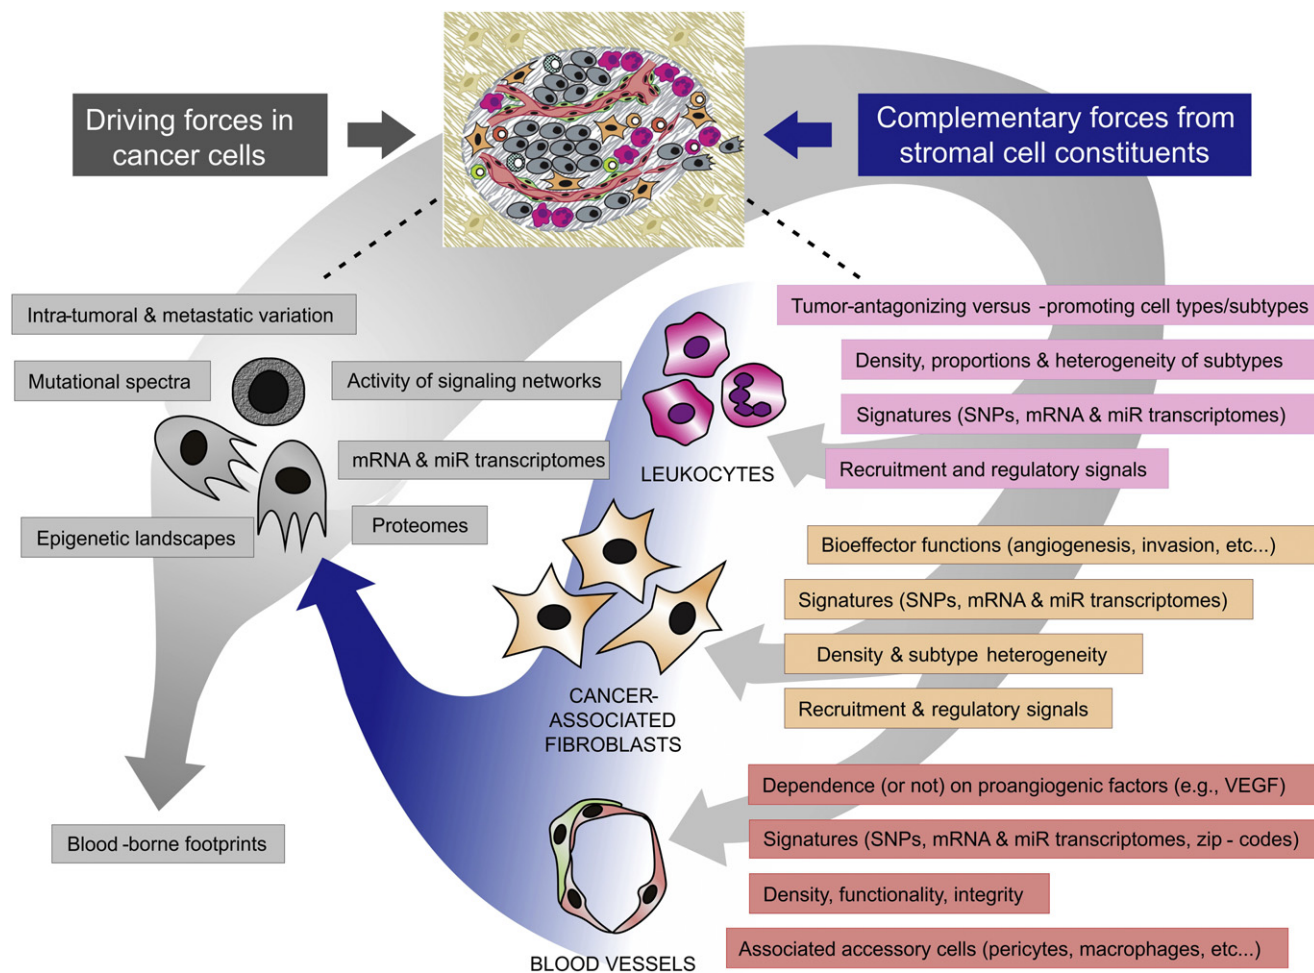 Driving forces in
cancer cells
Complementary forces from
stromal cell constituents
Intra-tumoral & metastatic variation
Mutational spectra
Activity of signaling networks
mRNA & miR transcriptomes
Epigenetic landscapes
Proteomes
Blood -borne footprints
LEUKOCYTES
Tumor-antagonizing versus -promoting cell types/subtypes
Density, proportions & heterogeneity of subtypes
Signatures (SNPs, mRNA & miR transcriptomes)
Recruitment and regulatory signals
CANCER-
ASSOCIATED
FIBROBLASTS
Bioeffector functions (angiogenesis, invasion, etc...)
Signatures (SNPs, mRNA & miR transcriptomes)
Density & subtype heterogeneity
Recruitment & regulatory signals
BLOOD VESSELS
Dependence (or not) on proangiogenic factors (e.g., VEGF)
Signatures (SNPs, mRNA & miR transcriptomes, zip - codes)
Density, functionality, integrity
Associated accessory cells (pericytes, macrophages, etc...)